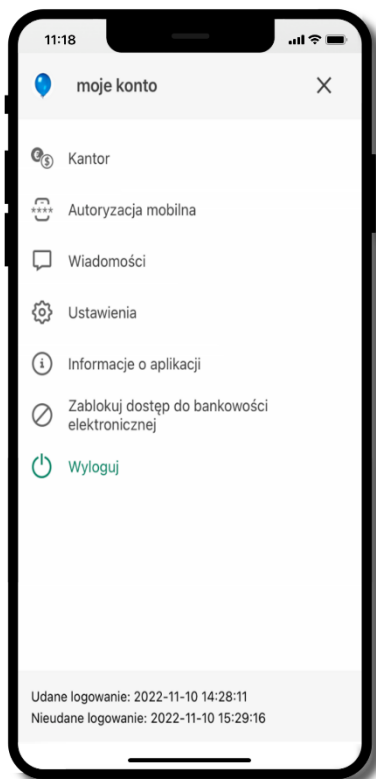 11:18
moje konto
Kantor
Autoryzacja mobilna
Wiadomości
Ustawienia
Informacje o aplikacji
Zablokuj dostęp do bankowości
elektronicznej
Wyloguj
Udane logowanie: 2022-11-10 14:28:11
Nieudane logowanie: 2022-11-10 15:29:16